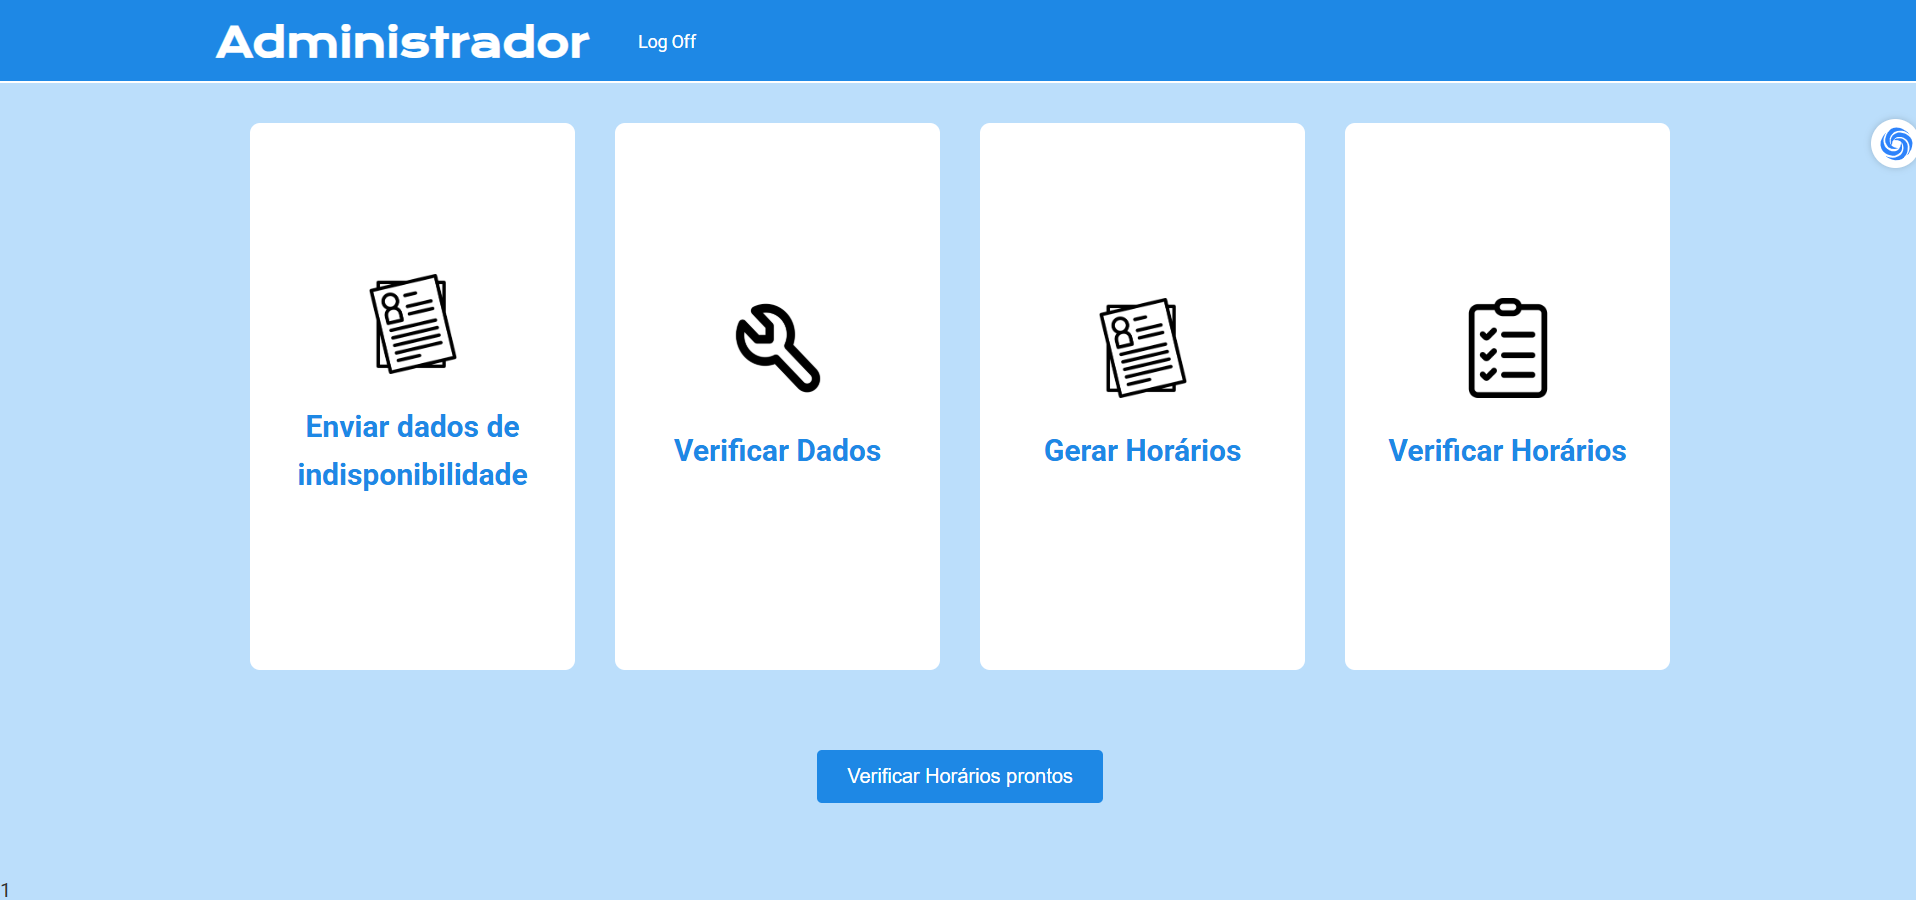 Administrador
Log Off
Enviar dados de
indisponibilidade
Verificar Dados
Gerar Horários
Verificar Horários
Verificar Horários prontos
1